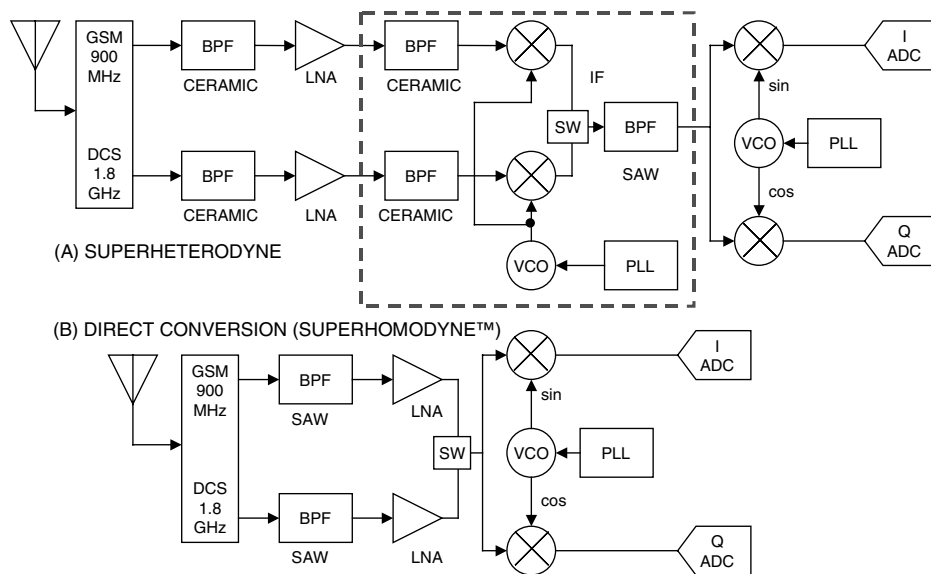 GSM
900
MHz
DCS
1.8
GHz
BPF
CERAMIC
LNA
BPF
CERAMIC
IF
SW
BPF
SAW
sin
VCO
PLL
cos
I
ADC
BPF
CERAMIC
LNA
BPF
CERAMIC
VCO
PLL
Q
ADC
(A) SUPERHETERODYNE
(B) DIRECT CONVERSION (SUPERHOMODYNE™)
GSM
900
MHz
DCS
1.8
GHz
BPF
SAW
LNA
SW
sin
VCO
PLL
cos
I
ADC
BPF
SAW
LNA
Q
ADC